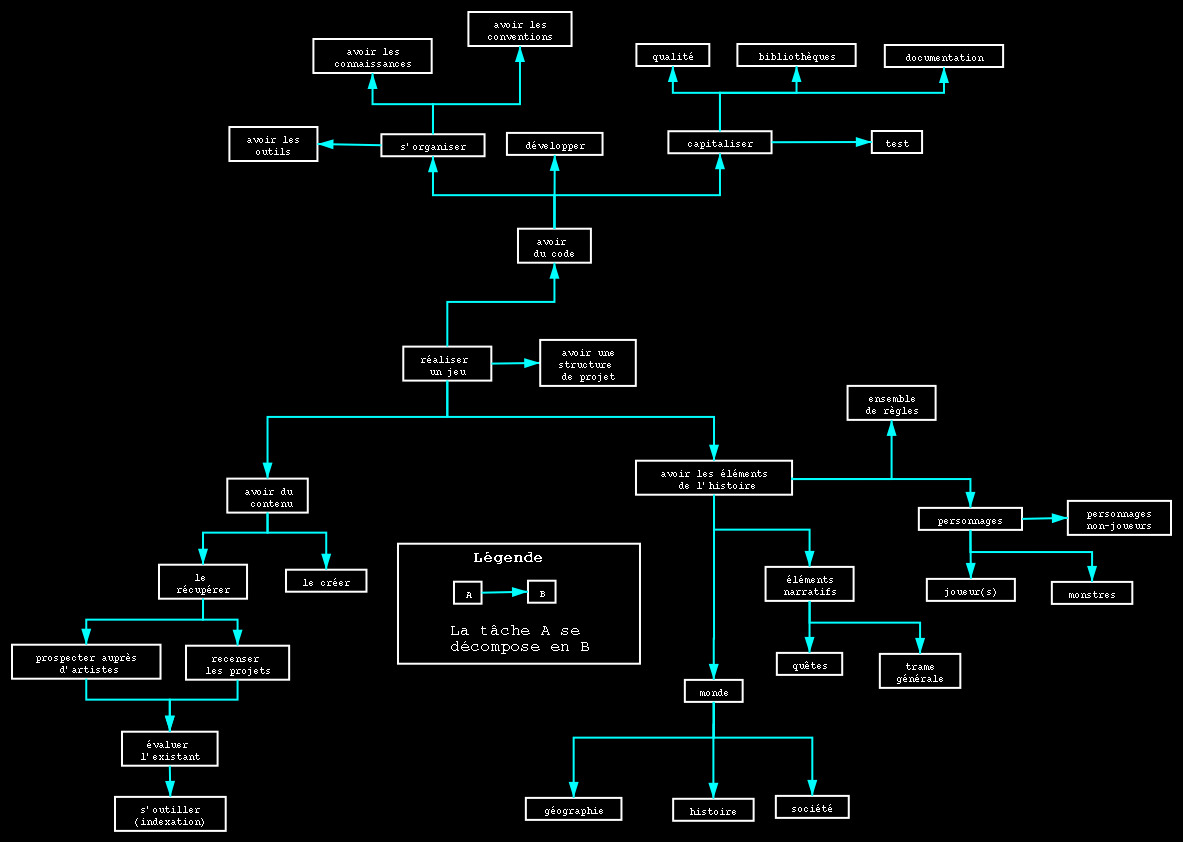 avoir les
conventions
avoir les
connaissances
qualité
bibliothèques
documentation
avoir les
outils
s'organiser
développer
capitaliser
test
avoir
du code
réaliser
un jeu
avoir une
structure
de projet
ensemble
de règles
avoir les éléments
de l'histoire
avoir du
contenu
personnages
personnages
non-joueurs
Légende
A
B
La tâche A se
décompose en B
le
récupérer
le créer
éléments
narratifs
joueur(s)
monstres
prospecter auprès
d'artistes
recenser
les projets
quêtes
trame
générale
monde
évaluer
l'existant
s'outiller
(indexation)
géographie
histoire
société